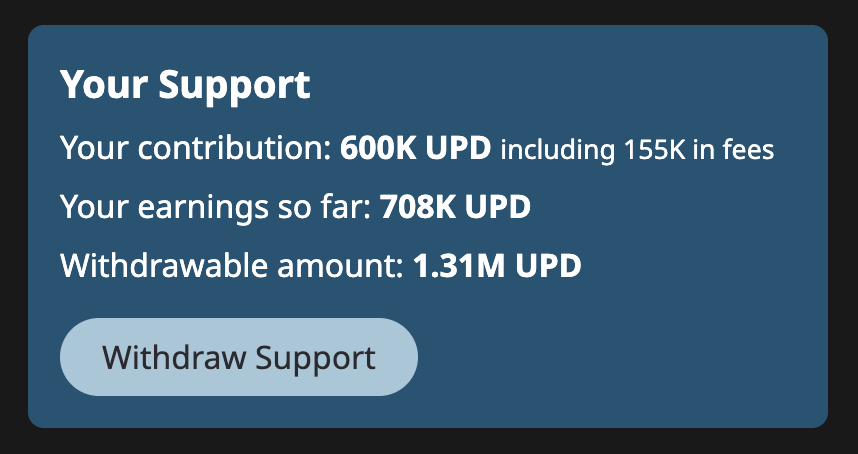 Your Support
Your contribution: 600K UPD including 155K in fees
Your earnings so far: 708K UPD
Withdrawable amount: 1.31M UPD
Withdraw Support